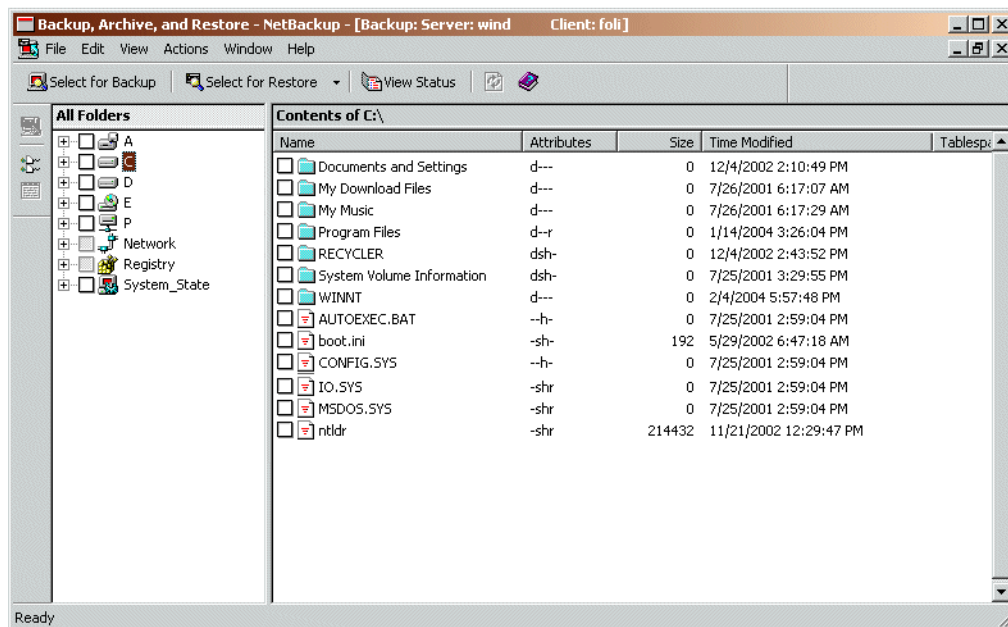 Backup, Archive, and Restore - NetBackup - [Backup: Server: wind Client: foli]
File Edit View Actions Window Help
Select for Backup Select for Restore View Status
All Folders
A
C
D
E
P
Network
Registry
System_State
Contents of C:\
Name Attributes Size Time Modified Tablespa
Documents and Settings d--- 0 12/4/2002 2:10:49 PM
My Download Files d--- 0 7/26/2001 6:17:07 AM
My Music d--- 0 7/26/2001 6:17:29 AM
Program Files d--r 0 1/14/2004 3:26:04 PM
RECYCLER dsh- 0 12/4/2002 2:43:52 PM
System Volume Information dsh- 0 7/25/2001 3:29:55 PM
WINNT d--- 0 2/4/2004 5:57:48 PM
AUTOEXEC.BAT --h- 0 7/25/2001 2:59:04 PM
boot.ini -sh- 192 5/29/2002 6:47:18 AM
CONFIG.SYS --h- 0 7/25/2001 2:59:04 PM
IO.SYS -shr 0 7/25/2001 2:59:04 PM
MSDOS.SYS -shr 0 7/25/2001 2:59:04 PM
ntldr -shr 214432 11/21/2002 12:29:47 PM
Ready